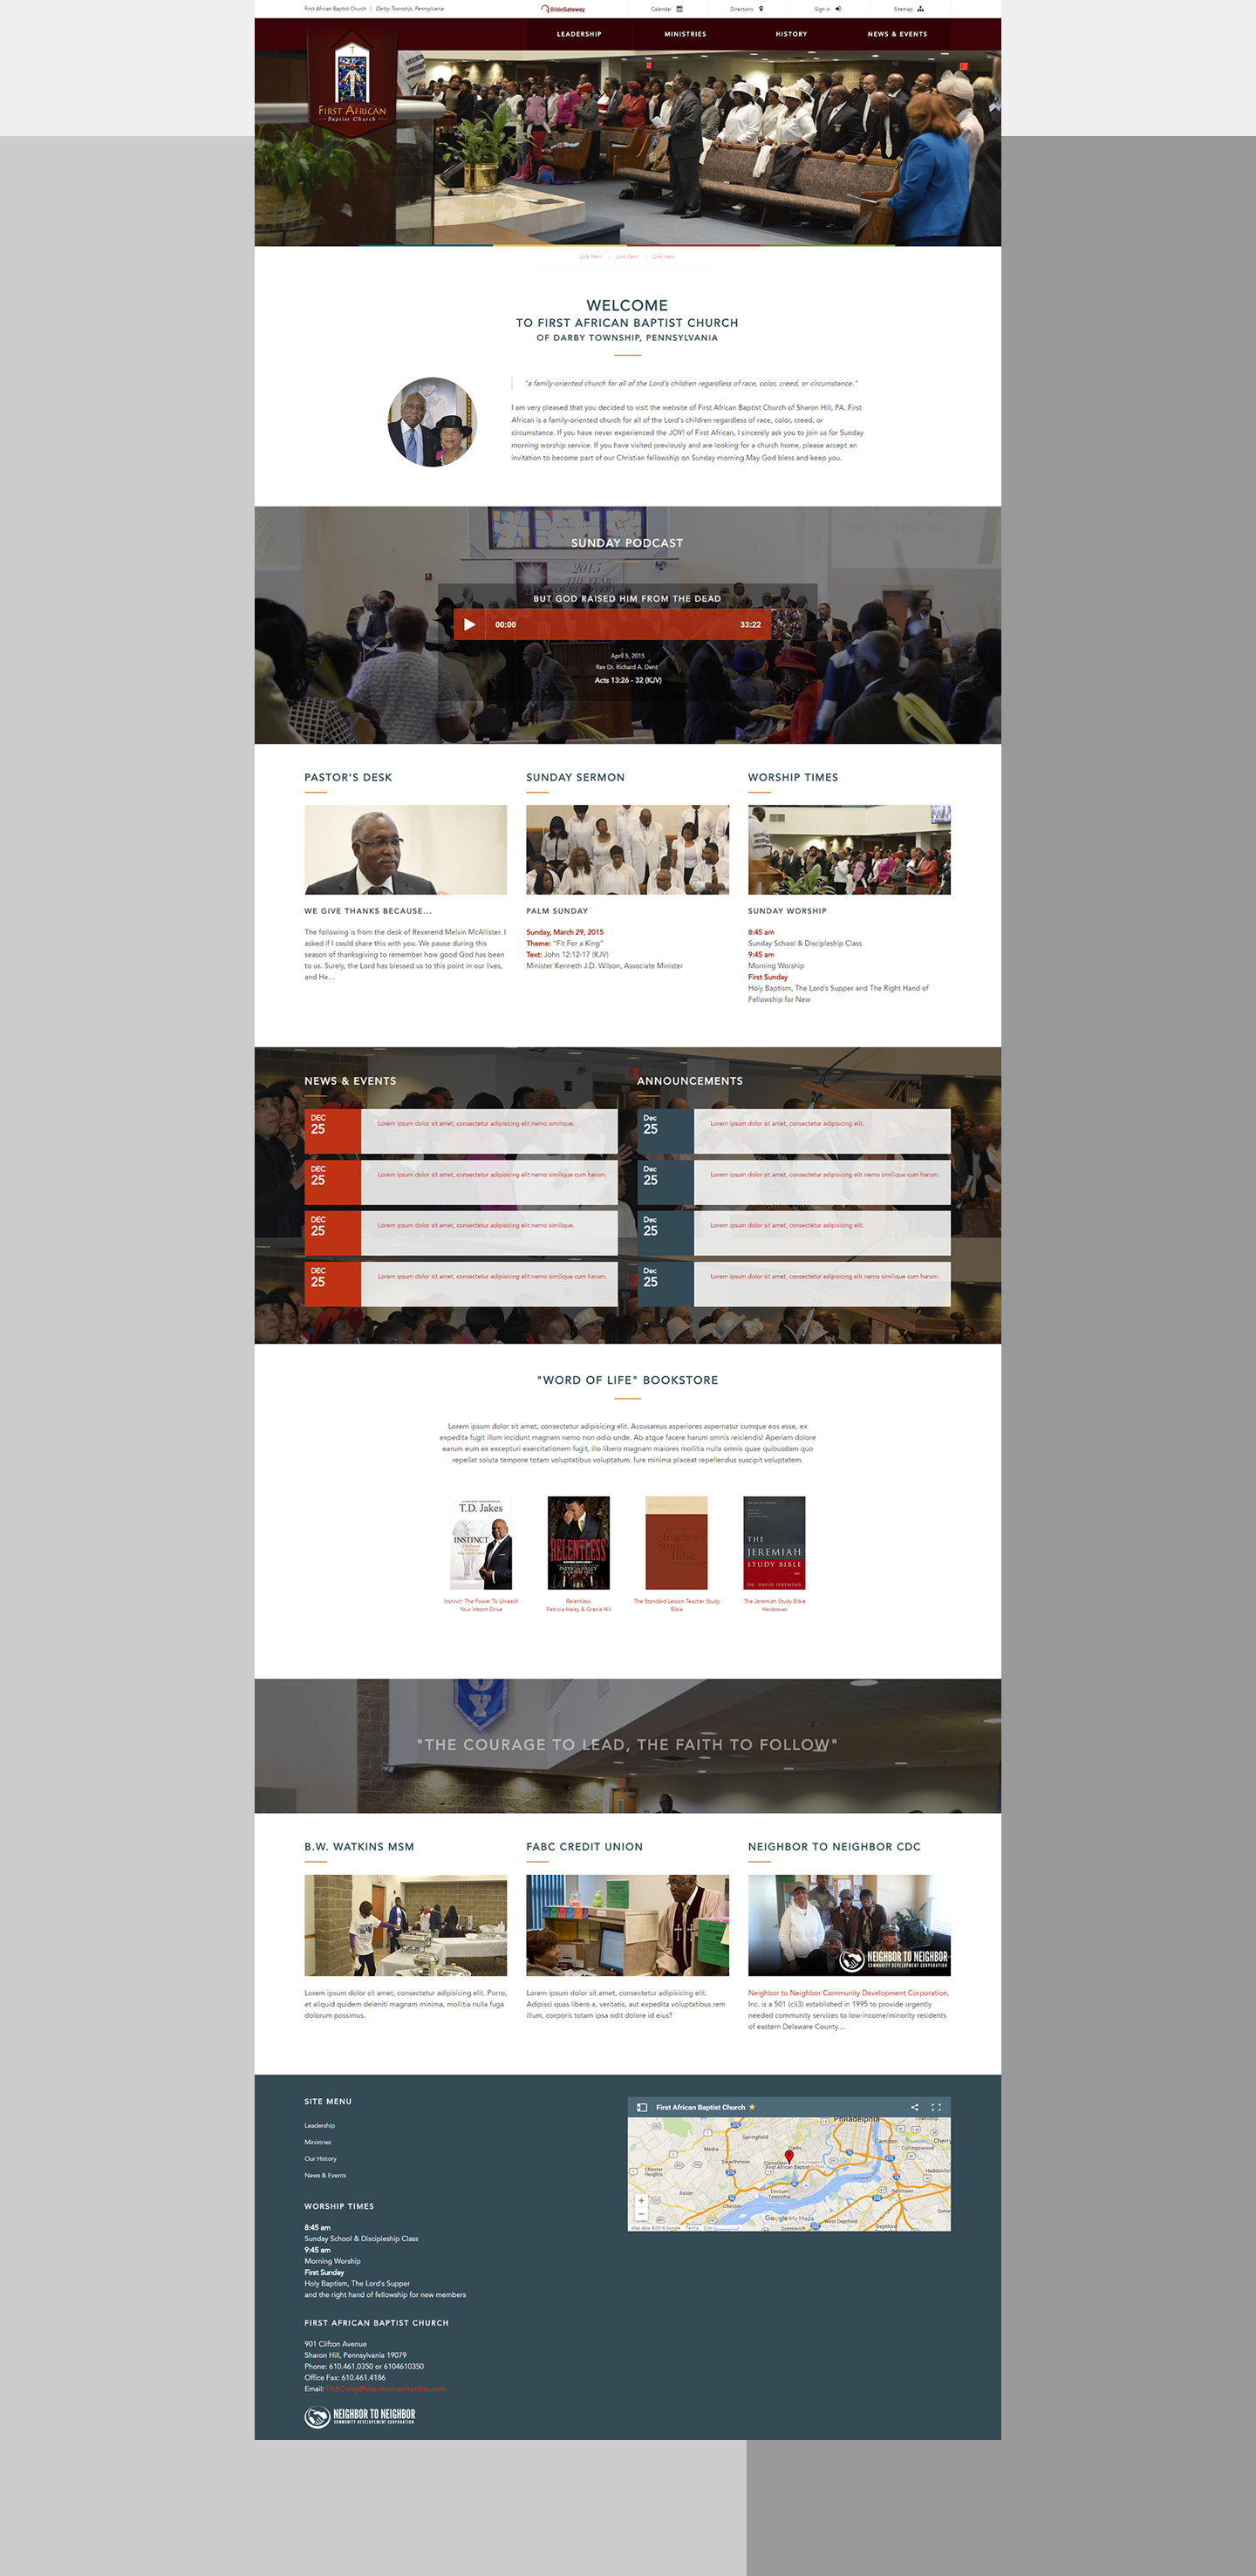 First African Baptist Church | Darby Township, Pennsylvania
BibleGateway
Calendar
Directions
Sign in
Sitemap
LEADERSHIP
MINISTRIES
HISTORY
NEWS & EVENTS
FIRST AFRICAN
Baptist Church
Link Item | Link Item | Link Item
WELCOME
TO FIRST AFRICAN BAPTIST CHURCH
OF DARBY TOWNSHIP, PENNSYLVANIA
"a family-oriented church for all of the Lord's children regardless of race, color, creed, or circumstance."
I am very pleased that you decided to visit the website of First African Baptist Church of Sharon Hill, PA. First
African is a family-oriented church for all of the Lord's children regardless of race, color, creed, or
circumstance. If you have never experienced the JOY! of First African, I sincerely ask you to join us for Sunday
morning worship service. If you have visited previously and are looking for a church home, please accept an
invitation to become part of our Christian fellowship on Sunday morning.May God bless and keep you.
SUNDAY PODCAST
2015
BUT GOD RAISED HIM FROM THE DEAD
00:00
33:22
April 5, 2015
Rev Dr. Richard A. Dent
Acts 13:26 - 32 (KJV)
PASTOR'S DESK
WE GIVE THANKS BECAUSE...
The following is from the desk of Reverend Melvin McAllister. I
asked if I could share this with you. We pause during this
season of thanksgiving to remember how good God has been
to us. Surely, the Lord has blessed us to this point in our lives,
and He...
SUNDAY SERMON
PALM SUNDAY
Sunday, March 29, 2015
Theme: "Fit For a King"
Text: John 12:12-17 (KJV)
Minister Kenneth J.D. Wilson, Associate Minister
WORSHIP TIMES
SUNDAY WORSHIP
8:45 am
Sunday School & Discipleship Class
9:45 am
Morning Worship
First Sunday
Holy Baptism, The Lord's Supper and The Right Hand of
Fellowship for New
NEWS & EVENTS
DEC
25
Lorem ipsum dolor sit amet, consectetur adipisicing elit nemo similique.
DEC
25
Lorem ipsum dolor sit amet, consectetur adipisicing elit nemo similique cum harum.
DEC
25
Lorem ipsum dolor sit amet, consectetur adipisicing elit nemo similique.
DEC
25
Lorem ipsum dolor sit amet, consectetur adipisicing elit nemo similique cum harum.
ANNOUNCEMENTS
Dec
25
Lorem ipsum dolor sit amet, consectetur adipisicing elit.
Dec
25
Lorem ipsum dolor sit amet, consectetur adipisicing elit nemo similique cum harum.
Dec
25
Lorem ipsum dolor sit amet, consectetur adipisicing elit.
Dec
25
Lorem ipsum dolor sit amet, consectetur adipisicing elit nemo similique cum harum.
"WORD OF LIFE" BOOKSTORE
Lorem ipsum dolor sit amet, consectetur adipisicing elit. Accusamus asperiores aspernatur cumque eos esse, ex
expedita fugit illum incidunt magnam nemo non odio unde. Ab atque facere harum omnis reiciendis! Aperiam dolore
earum eum ex excepturi exercitationem fugit, illo libero magnam maiores mollitia nulla omnis quae quibusdam quo
repellat soluta tempore totam voluptatibus voluptatum. Iure minima placeat repellendus suscipit voluptatem.
T.D. Jakes
INSTINCT
RELENTLESS
PATRICIA HALEY
& GRACIE HILL
Teacher's
Study
Bible
THE
JEREMIAH
STUDY BIBLE
DR. DAVID JEREMIAH
Instinct: The Power To Unleash
Your Inborn Drive
Relentless
Patricia Haley & Gracie Hill
The Standard Lesson Teacher Study
Bible
The Jeremiah Study Bible
Hardcover
"THE COURAGE TO LEAD, THE FAITH TO FOLLOW"
B.W. WATKINS MSM
Lorem ipsum dolor sit amet, consectetur adipisicing elit. Porro,
et aliquid quidem deleniti magnam minima, mollitia nulla fuga
dolorum possimus.
FABC CREDIT UNION
Lorem ipsum dolor sit amet, consectetur adipisicing elit.
Adipisci quas libero a, veritatis, aut expedita voluptatibus rem
illum, corporis totam ipsa odit dolore id eius?
NEIGHBOR TO NEIGHBOR CDC
NEIGHBOR TO NEIGHBOR
COMMUNITY DEVELOPMENT CORPORATION
Neighbor to Neighbor Community Development Corporation,
Inc. is a 501 (c)(3) established in 1995 to provide urgently
needed community services to low-income/minority residents
of eastern Delaware County....
SITE MENU
Leadership
Ministries
Our History
News & Events
First African Baptist Church
Philadelphia
Springfield
Media
Darby
Camden
Cherry
Collingswood
Swarthmore
First African Baptist
Chester
Heights
Haddonfield
Aston
Tinicum
Township
Bellmawr
Chester
West Deptford
Deptford
Greenwich
Google My Maps
Terms
WORSHIP TIMES
8:45 am
Sunday School & Discipleship Class
9:45 am
Morning Worship
First Sunday
Holy Baptism, The Lord's Supper
and the right hand of fellowship for new members
FIRST AFRICAN BAPTIST CHURCH
901 Clifton Avenue
Sharon Hill, Pennsylvania 19079
Phone: 610.461.0350 or 6104610350
Office Fax: 610.461.4186
Email:
NEIGHBOR TO NEIGHBOR
COMMUNITY DEVELOPEMENT CORPORATION